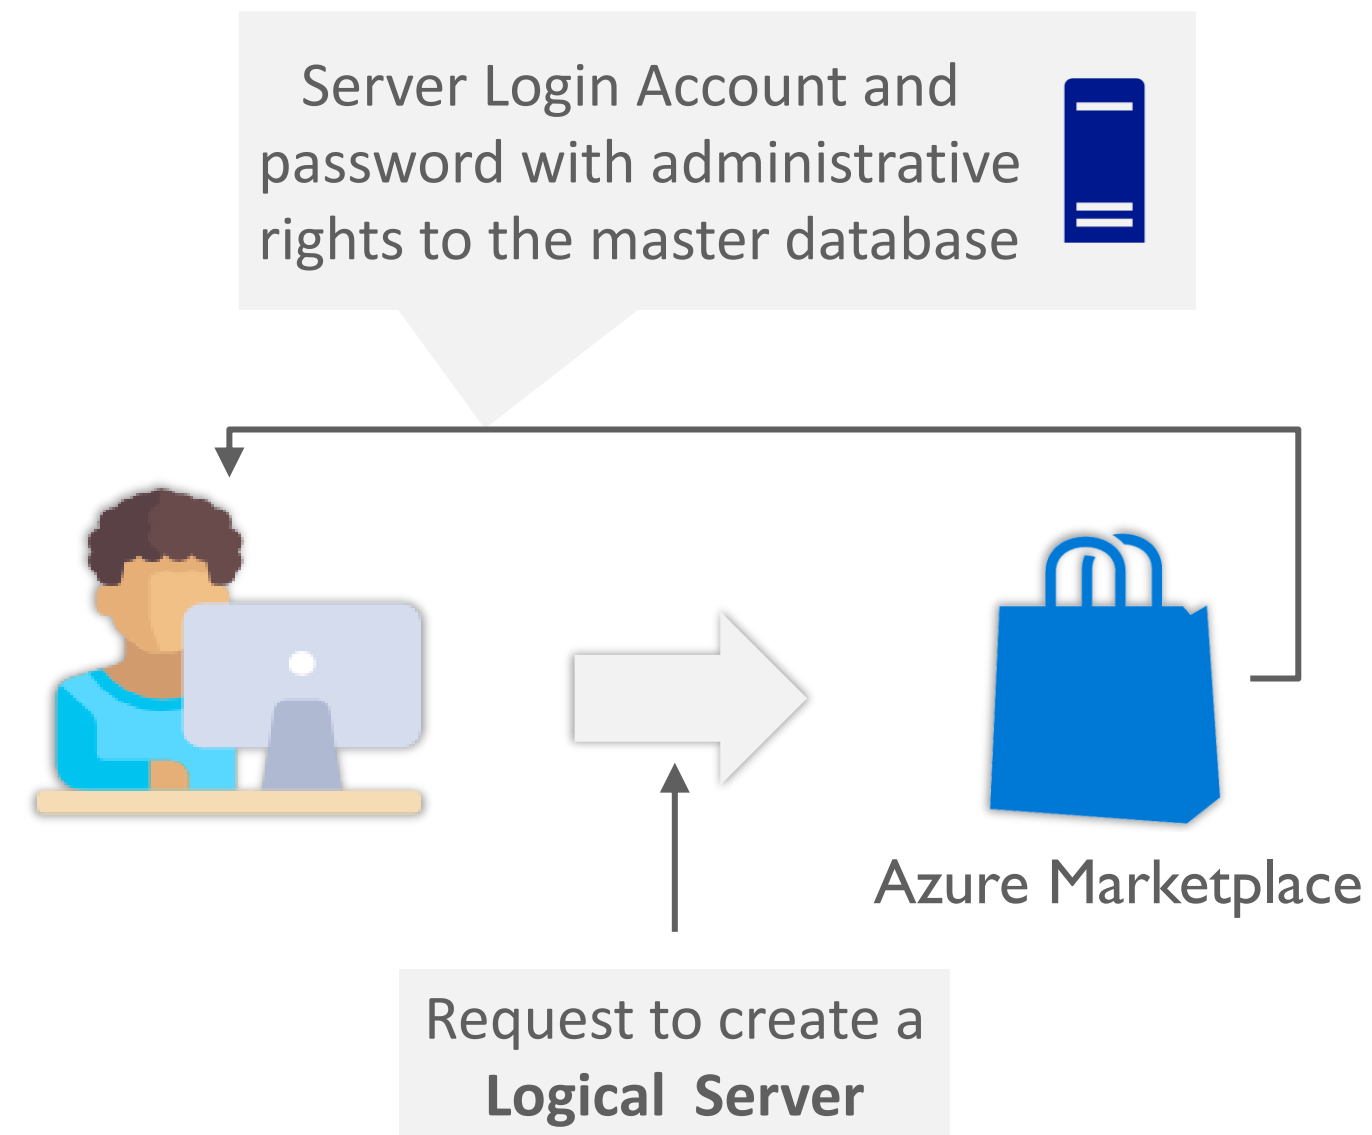 Server Login Account and
password with administrative
rights to the master database
Azure Marketplace
Request to create a
Logical Server